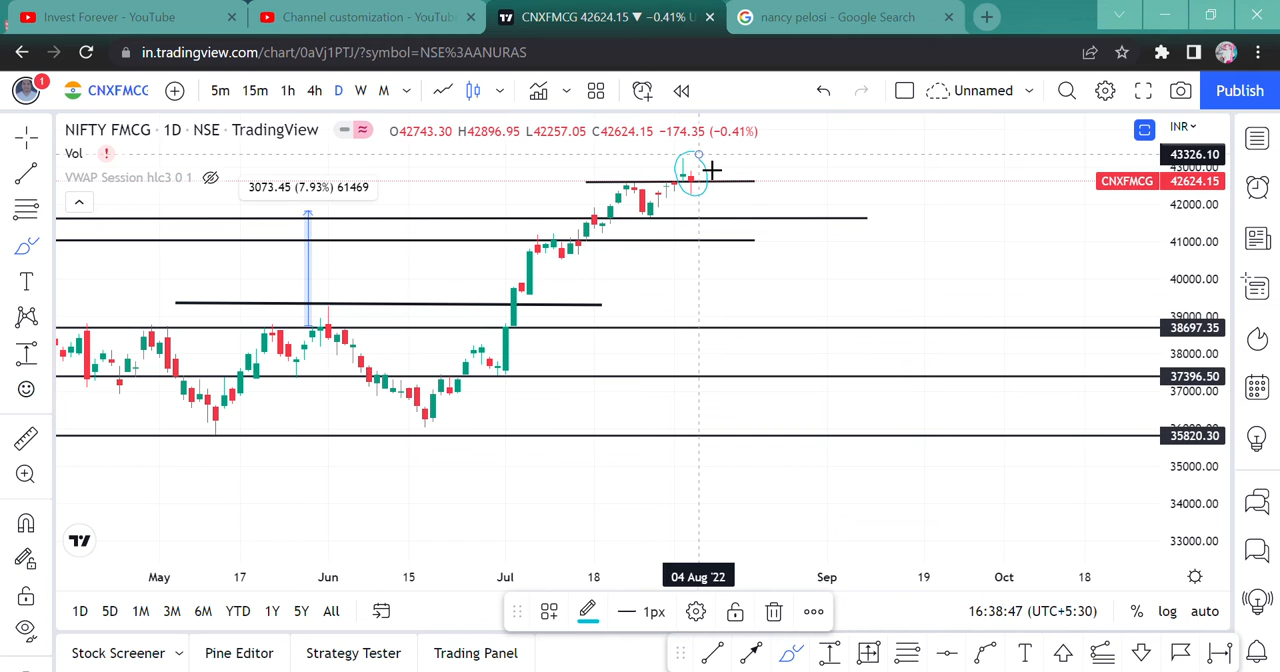 Invest Forever - YouTube
Channel customization - YouTub
CNXFMCG 42624.15 ▼ −0.41% U
nancy pelosi - Google Search
in.tradingview.com/chart/0aVj1PTJ/?symbol=NSE%3AANURAS
1
CNXFMCG
5m 15m 1h 4h D W M
Unnamed
Publish
NIFTY FMCG · 1D · NSE · TradingView
O42743.30 H42896.95 L42257.05 C42624.15 −174.35 (−0.41%)
INR
Vol
VWAP Session hlc3 0 1
3073.45 (7.93%) 61469
43326.10
43000.00
CNXFMCG 42624.15
42000.00
41000.00
40000.00
39000.00
38697.35
38000.00
37396.50
37000.00
36000.00
35820.30
35000.00
34000.00
33000.00
May 17 Jun 15 Jul 18 04 Aug '22 Sep 19 Oct 18
1D 5D 1M 3M 6M YTD 1Y 5Y All
1px
16:38:47 (UTC+5:30)
% log auto
Stock Screener
Pine Editor
Strategy Tester
Trading Panel